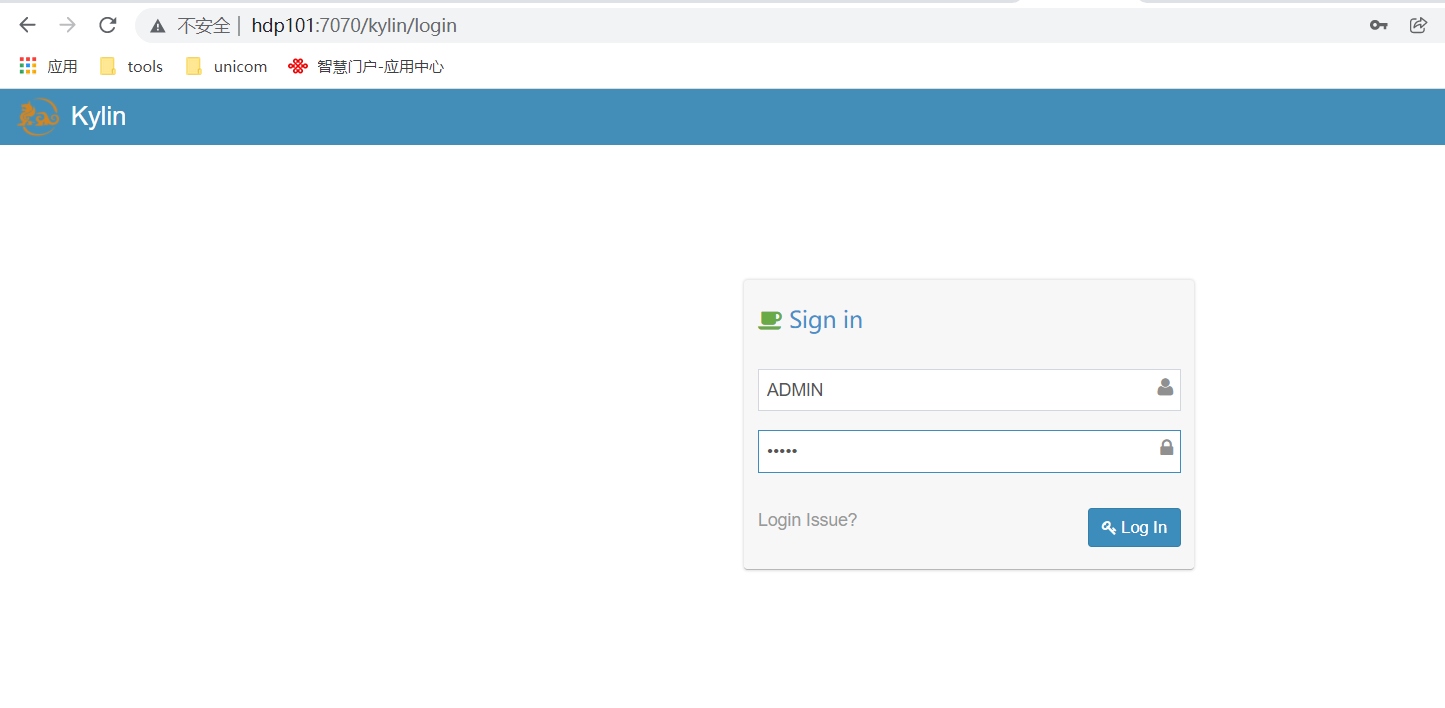 不安全 | hdp101:7070/kylin/login
应用 tools unicom 智慧门户-应用中心
Kylin
Sign in
ADMIN
•••••
Login Issue? Log In